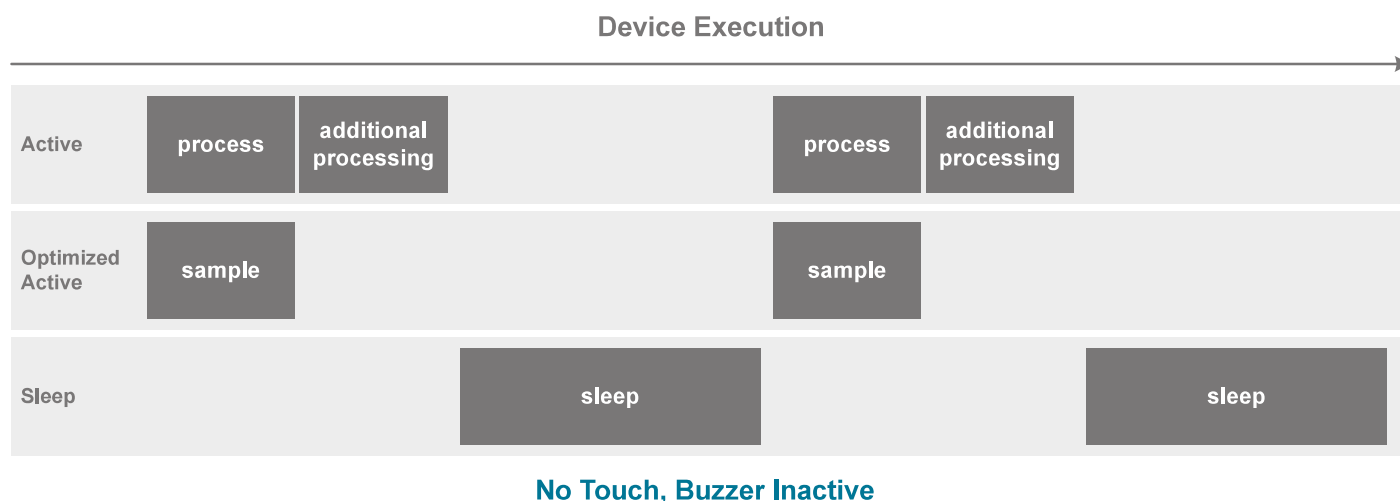 Device Execution
Active
process
additional
processing
process
additional
processing
Optimized
Active
sample
sample
Sleep
sleep
sleep
No Touch, Buzzer Inactive